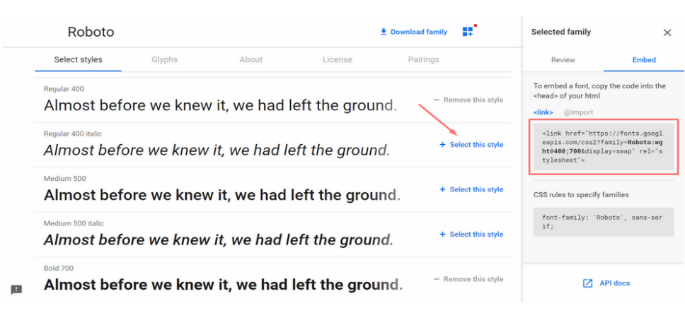 Roboto
Download family
Select styles
Glyphs
About
License
Pairings
Regular 400
Almost before we knew it, we had left the ground.
— Remove this style
Regular 400 italic
Almost before we knew it, we had left the ground.
+ Select this style
Medium 500
Almost before we knew it, we had left the ground.
+ Select this style
Medium 500 italic
Almost before we knew it, we had left the ground.
+ Select this style
Bold 700
Almost before we knew it, we had left the ground.
— Remove this style
Selected family
Review
Embed
To embed a font, copy the code into the
<head> of your html
<link>
@import
<link href="https://fonts.googl
eapis.com/css2?family=Roboto:wg
ht@400;700&display=swap" rel="s
tylesheet">
CSS rules to specify families
font-family: 'Roboto', sans-ser
if;
API docs